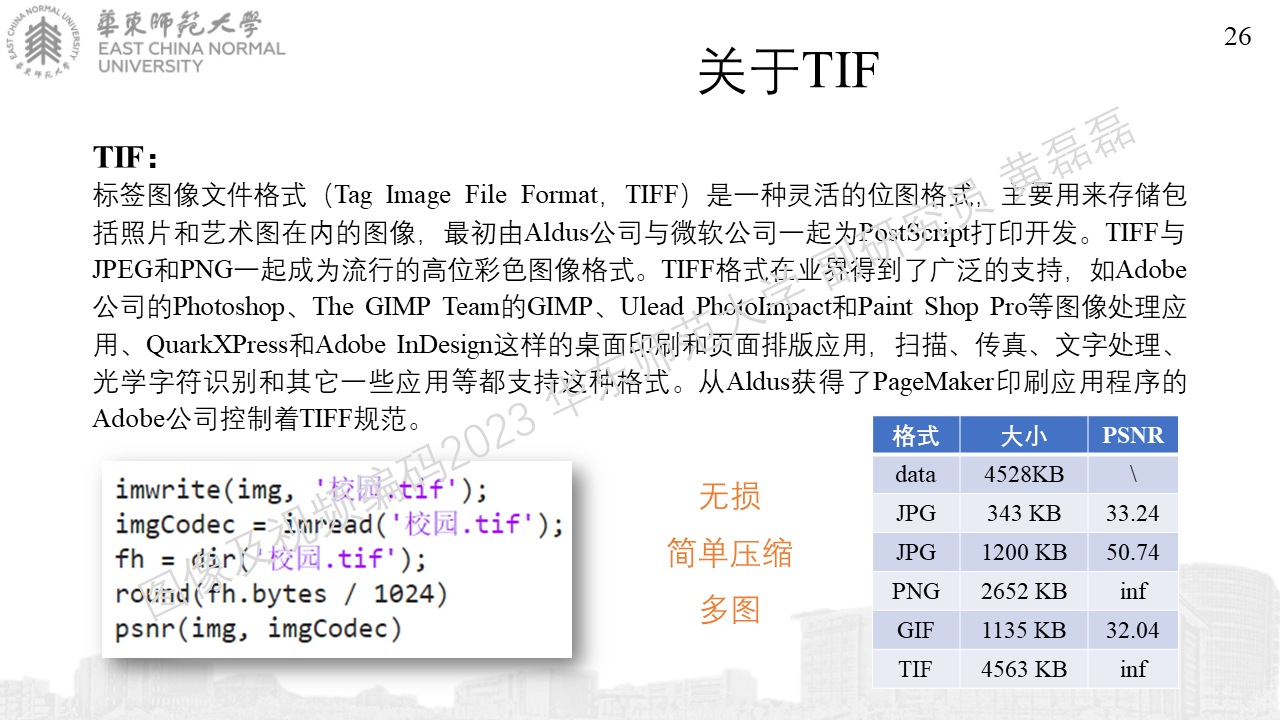 華東師範大學
EAST CHINA NORMAL
UNIVERSITY
EAST CHINA NORMAL UNIVERSITY
華東师范大学
26
关于TIF
TIF：
标签图像文件格式（Tag Image File Format，TIFF）是一种灵活的位图格式，主要用来存储包
括照片和艺术图在内的图像，最初由Aldus公司与微软公司一起为PostScript打印开发。TIFF与
JPEG和PNG一起成为流行的高位彩色图像格式。TIFF格式在业界得到了广泛的支持，如Adobe
公司的Photoshop、The GIMP Team的GIMP、Ulead PhotoImpact和Paint Shop Pro等图像处理应
用、QuarkXPress和Adobe InDesign这样的桌面印刷和页面排版应用，扫描、传真、文字处理、
光学字符识别和其它一些应用等都支持这种格式。从Aldus获得了PageMaker印刷应用程序的
Adobe公司控制着TIFF规范。
imwrite(img, '校园.tif');
imgCodec = imread('校园.tif');
fh = dir('校园.tif');
round(fh.bytes / 1024)
psnr(img, imgCodec)
无损
简单压缩
多图
格式 大小 PSNR
data 4528KB \
JPG 343 KB 33.24
JPG 1200 KB 50.74
PNG 2652 KB inf
GIF 1135 KB 32.04
TIF 4563 KB inf
图像及视频编码2023 华东师范大学 副研究员 黄磊磊